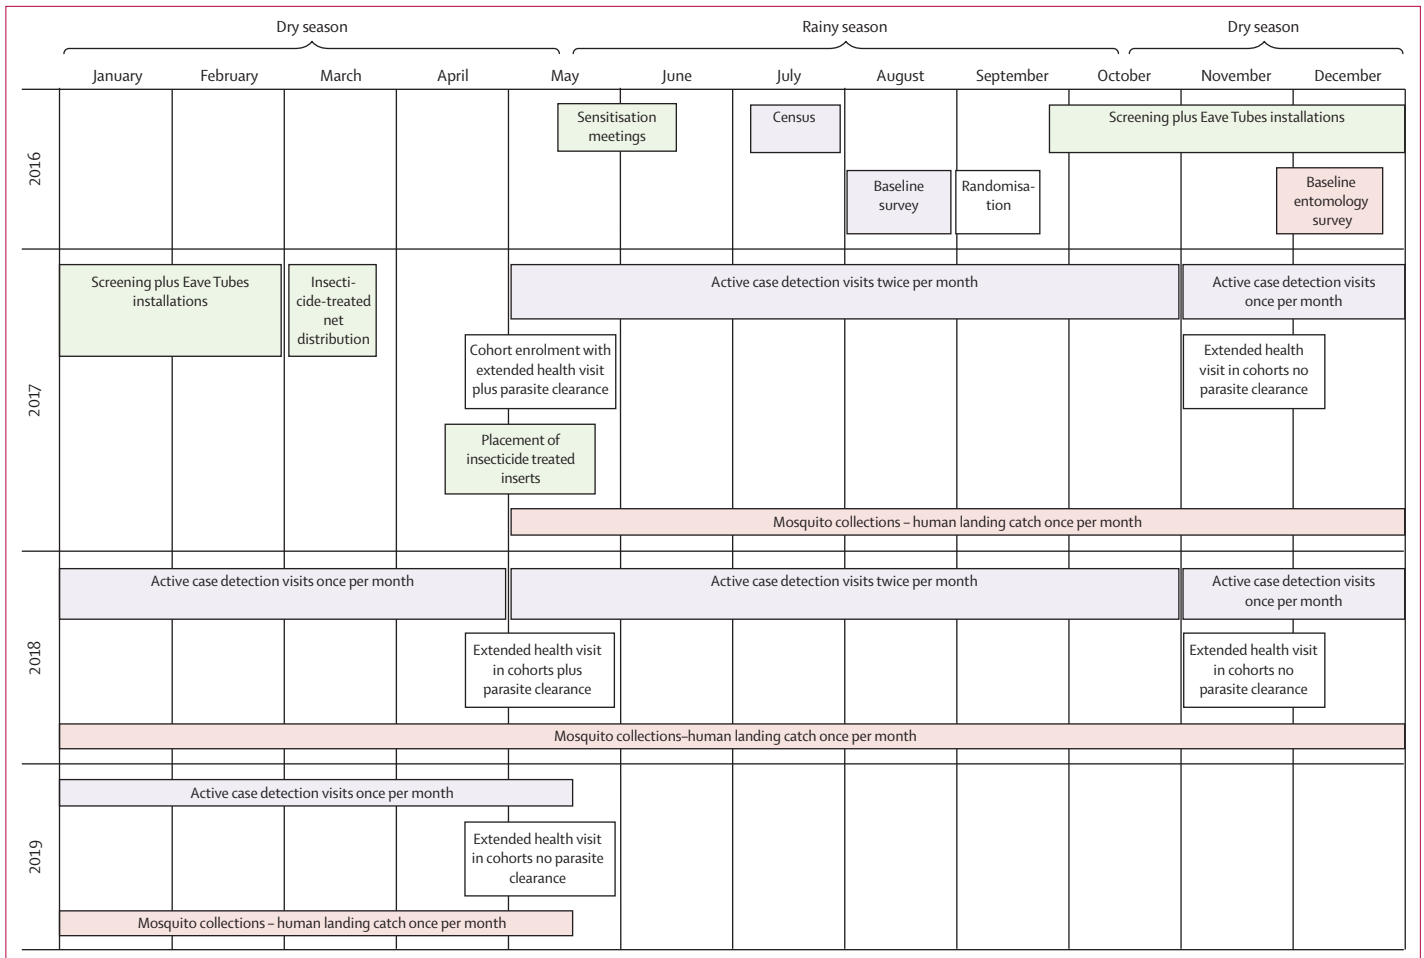 Dry season
Rainy season
Dry season
January
February
March
April
May
June
July
August
September
October
November
December
2016
Sensitisation
meetings
Census
Screening plus Eave Tubes installations
Baseline
survey
Randomisa-
tion
Baseline
entomology
survey
2017
Screening plus Eave Tubes
installations
Insecti-
cide-treated
net
distribution
Active case detection visits twice per month
Active case detection visits
once per month
Cohort enrolment with
extended health visit
plus parasite clearance
Extended health
visit in cohorts no
parasite clearance
Placement of
insecticide treated
inserts
Mosquito collections – human landing catch once per month
2018
Active case detection visits once per month
Active case detection visits twice per month
Active case detection visits
once per month
Extended health visit
in cohorts plus
parasite clearance
Extended health visit
in cohorts no
parasite clearance
Mosquito collections–human landing catch once per month
2019
Active case detection visits once per month
Extended health visit
in cohorts no parasite
clearance
Mosquito collections – human landing catch once per month